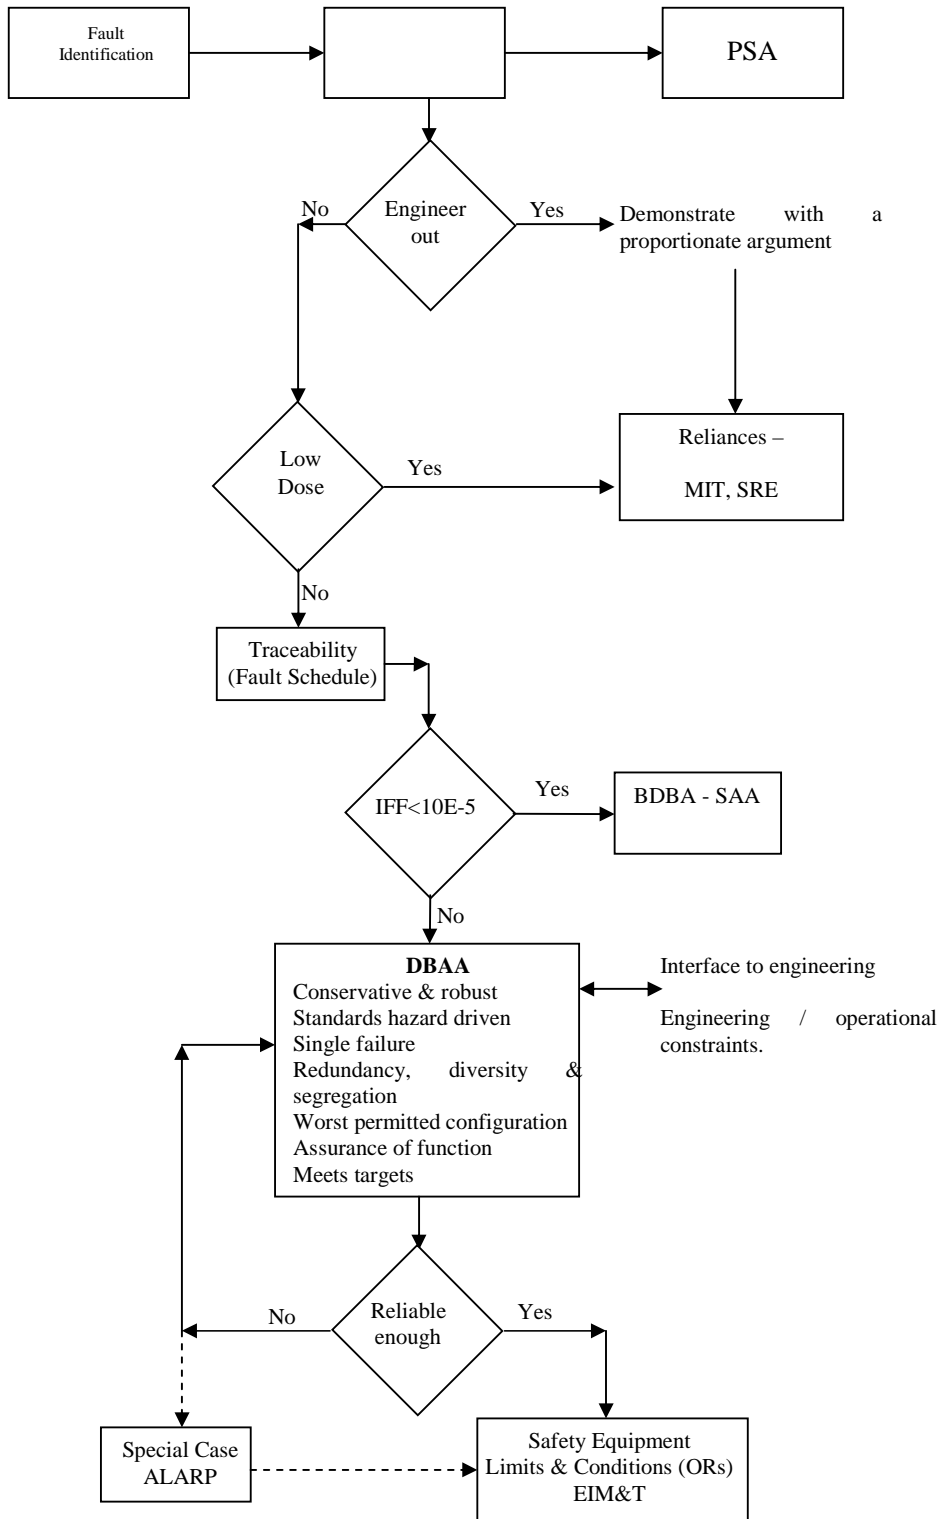 Fault
Identification
PSA
Engineer
out
No
Yes
Demonstrate with a
proportionate argument
Low
Dose
Yes
Reliances –
MIT, SRE
No
Traceability
(Fault Schedule)
IFF<10E-5
Yes
BDBA - SAA
No
DBAA
Conservative & robust
Standards hazard driven
Single failure
Redundancy, diversity &
segregation
Worst permitted configuration
Assurance of function
Meets targets
Interface to engineering
Engineering / operational
constraints.
No
Reliable
enough
Yes
Special Case
ALARP
Safety Equipment
Limits & Conditions (ORs)
EIM&T